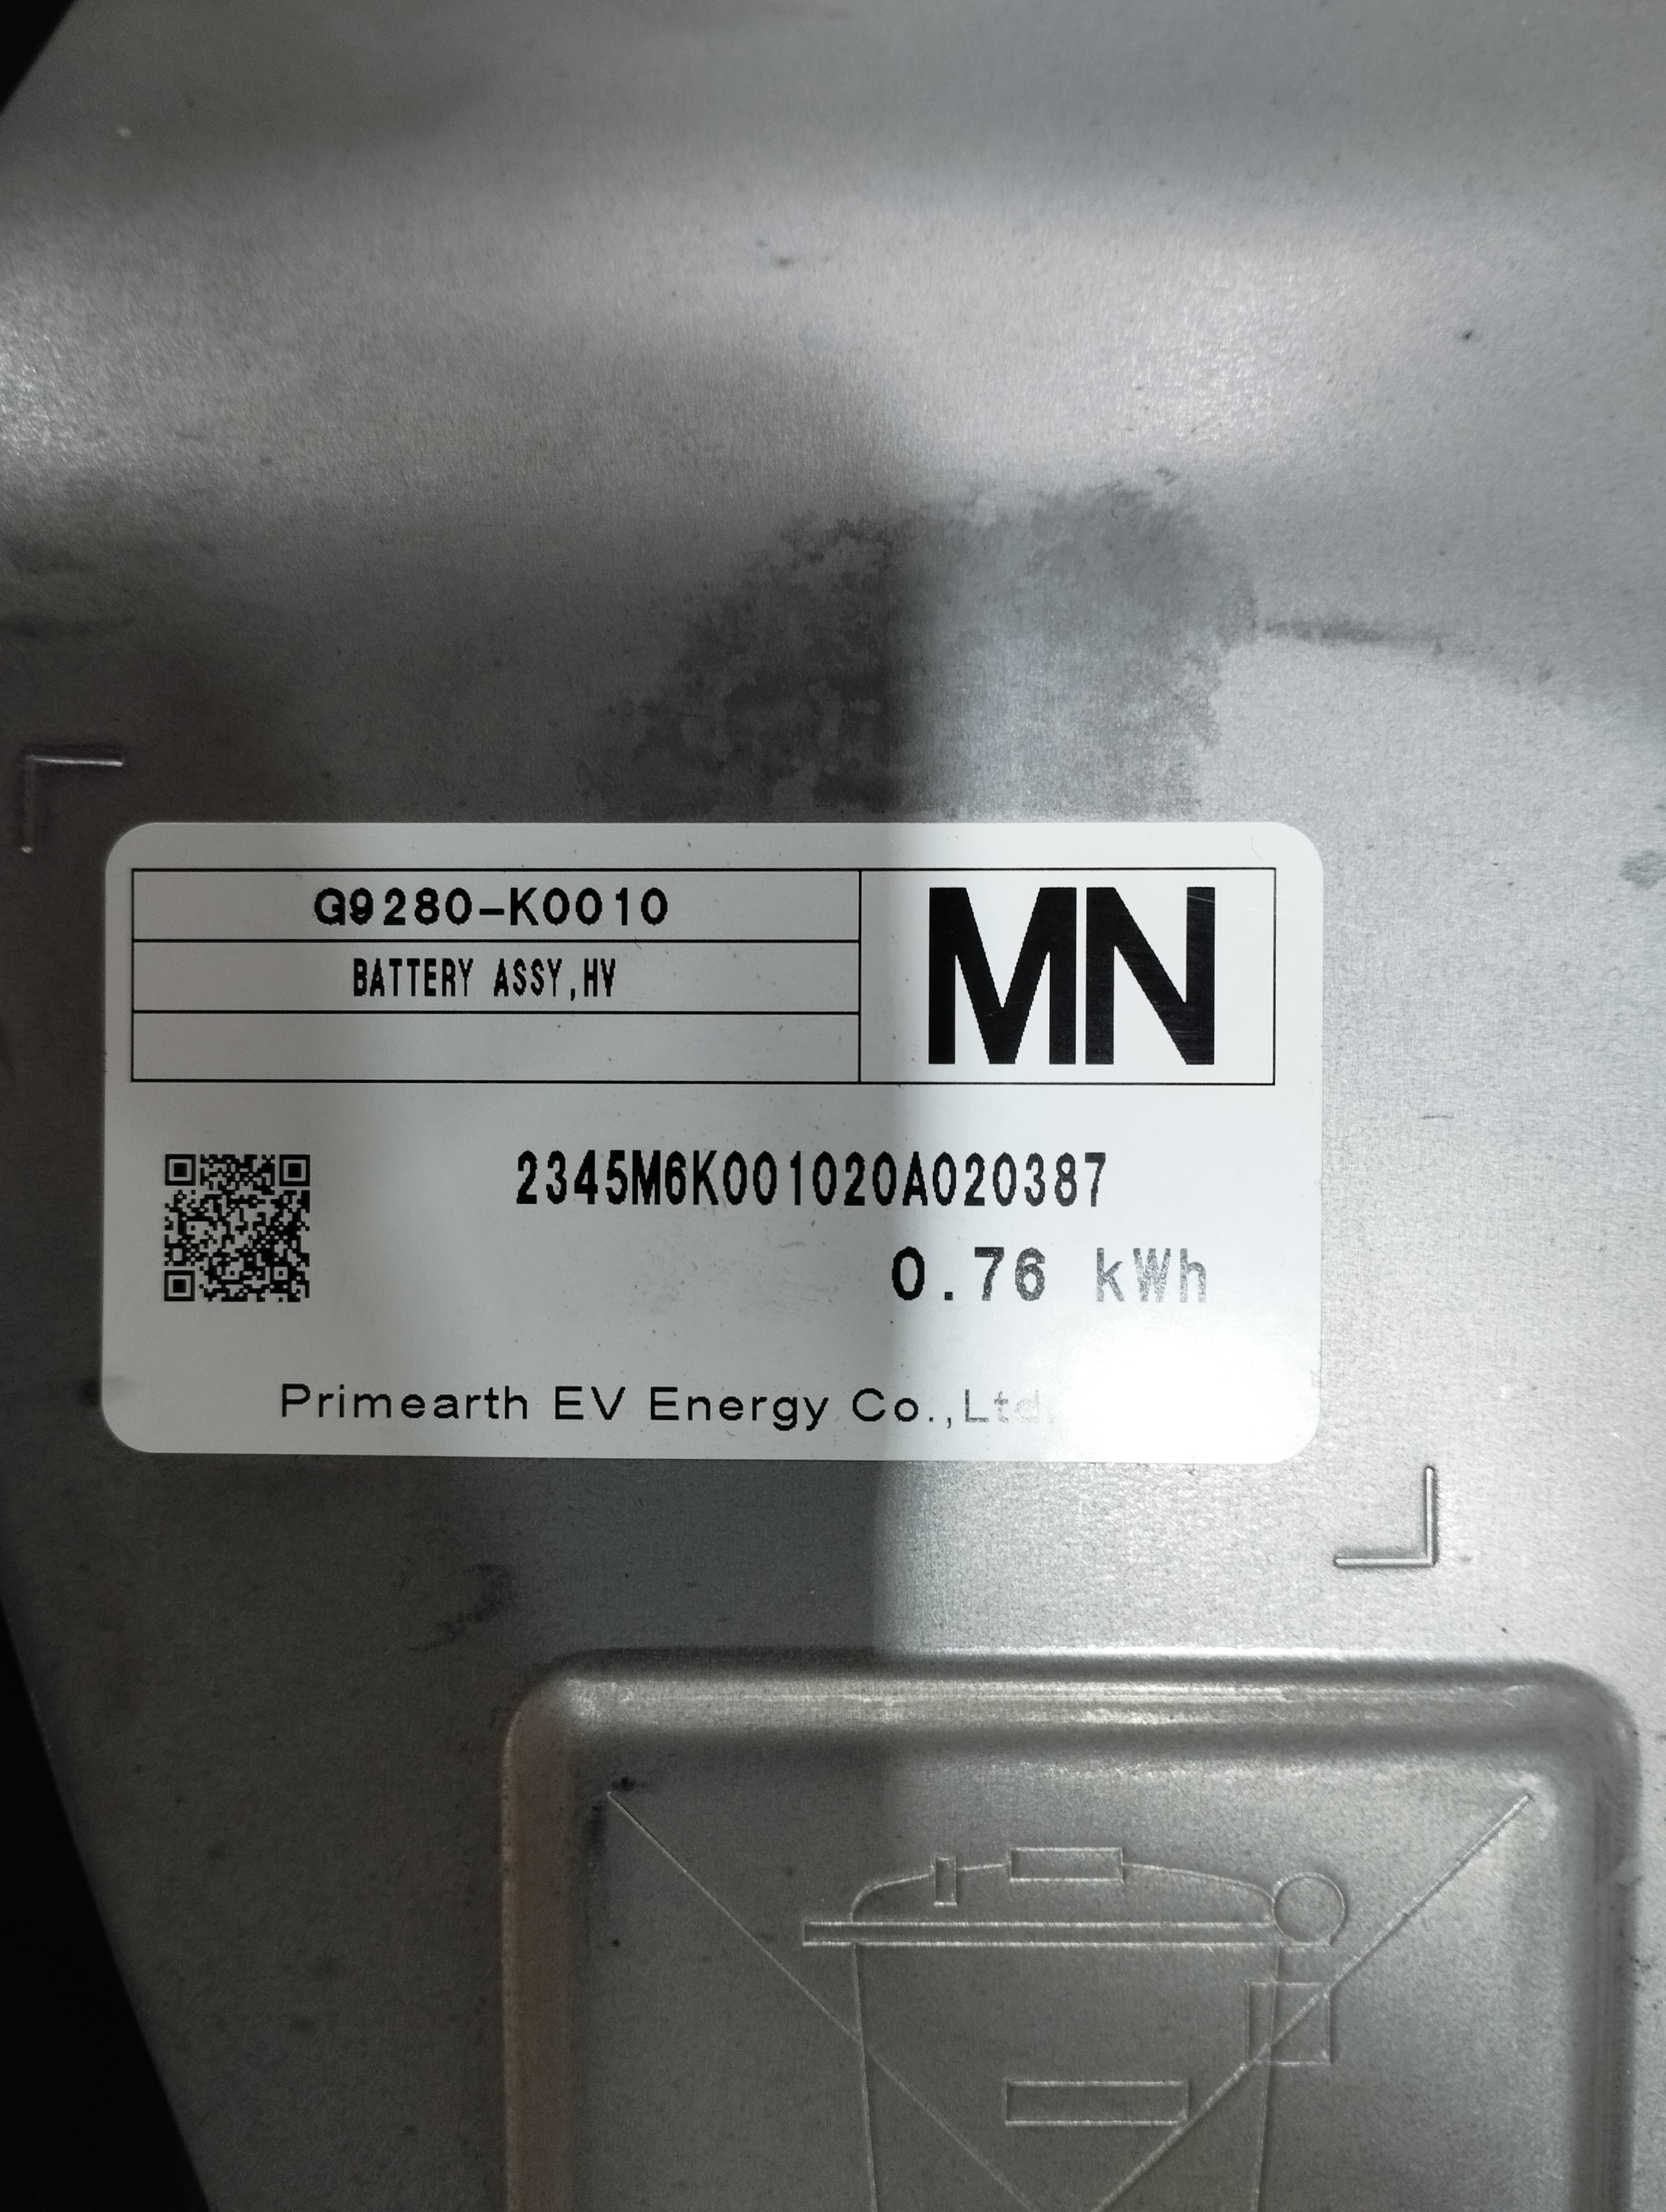 G9280-K0010
MN
BATTERY ASSY,HV
2345M6K001020A020387
0.76 kWh
Primearth EV Energy Co.,Ltd.